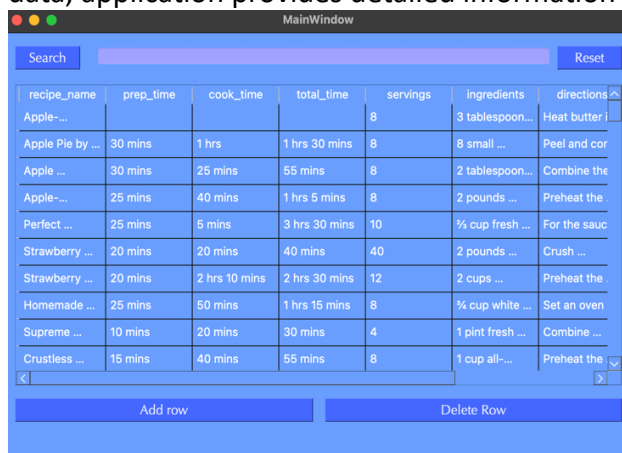 data, application provides detailed information
MainWindow
Search Reset
recipe_name prep_time cook_time total_time servings ingredients directions
Apple-... 8 3 tablespoon... Heat butter i
Apple Pie by ... 30 mins 1 hrs 1 hrs 30 mins 8 8 small ... Peel and cor
Apple ... 30 mins 25 mins 55 mins 8 2 tablespoon... Combine the
Apple-... 25 mins 40 mins 1 hrs 5 mins 8 2 pounds ... Preheat the .
Perfect ... 25 mins 5 mins 3 hrs 30 mins 10 ⅔ cup fresh ... For the sauc
Strawberry ... 20 mins 20 mins 40 mins 40 2 pounds ... Crush ...
Strawberry ... 20 mins 2 hrs 10 mins 2 hrs 30 mins 12 2 cups ... Preheat the .
Homemade ... 25 mins 50 mins 1 hrs 15 mins 8 ¾ cup white ... Set an oven
Supreme ... 10 mins 20 mins 30 mins 4 1 pint fresh ... Combine ...
Crustless ... 15 mins 40 mins 55 mins 8 1 cup all-... Preheat the .
Add row Delete Row